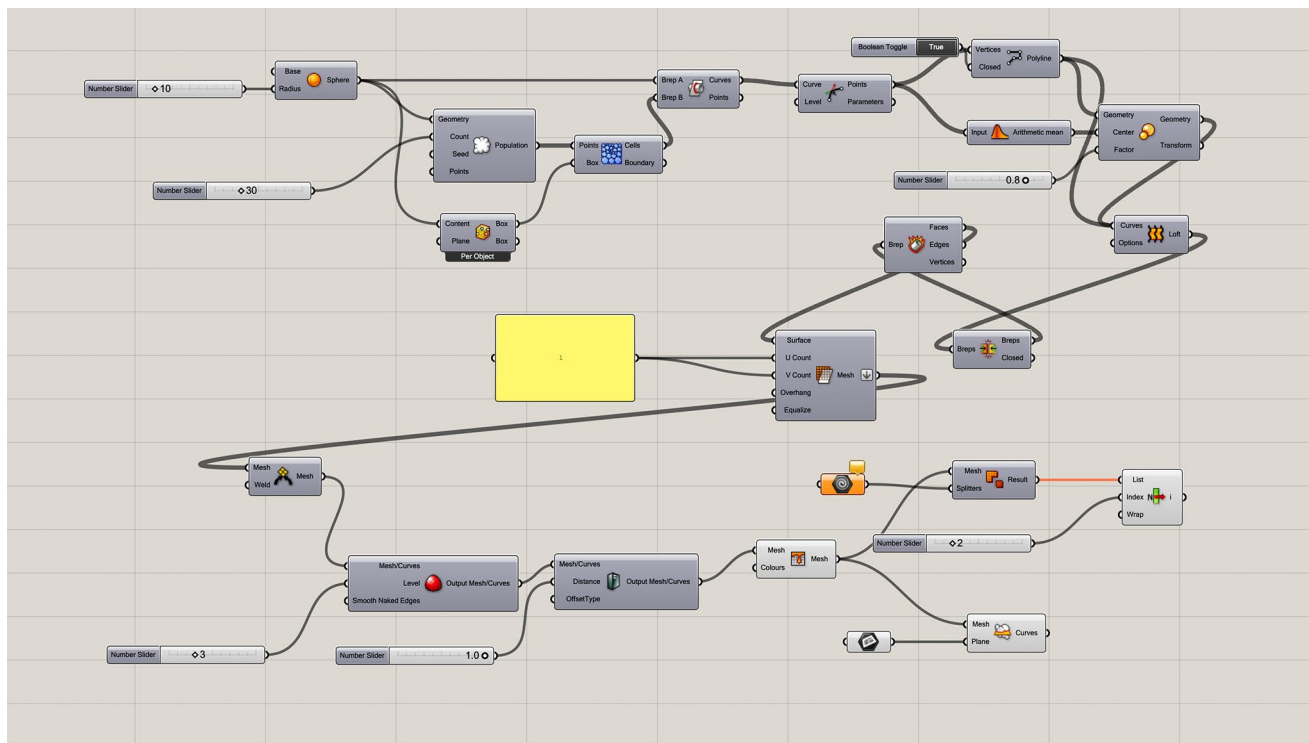 Number Slider
10
Base
Radius
Sphere
Number Slider
30
Geometry
Count
Seed
Points
Population
Content
Plane
Box
Box
Per Object
Points
Box
Cells
Boundary
Brep A
Brep B
Curves
Points
Curve
Level
Points
Parameters
Boolean Toggle
True
Vertices
Closed
Polyline
Input
Arithmetic mean
Number Slider
0.8
Geometry
Center
Factor
Geometry
Transform
Curves
Options
Loft
Brep
Faces
Edges
Vertices
Breps
Breps
Closed
1
Surface
U Count
V Count
Overhang
Equalize
Mesh
Mesh
Weld
Mesh
Mesh/Curves
Level
Smooth Naked Edges
Output Mesh/Curves
Number Slider
3
Number Slider
1.0
Mesh/Curves
Distance
OffsetType
Output Mesh/Curves
Mesh
Colours
Mesh
Mesh
Splitters
Result
Number Slider
2
List
Index
Wrap
N
i
Mesh
Plane
Curves